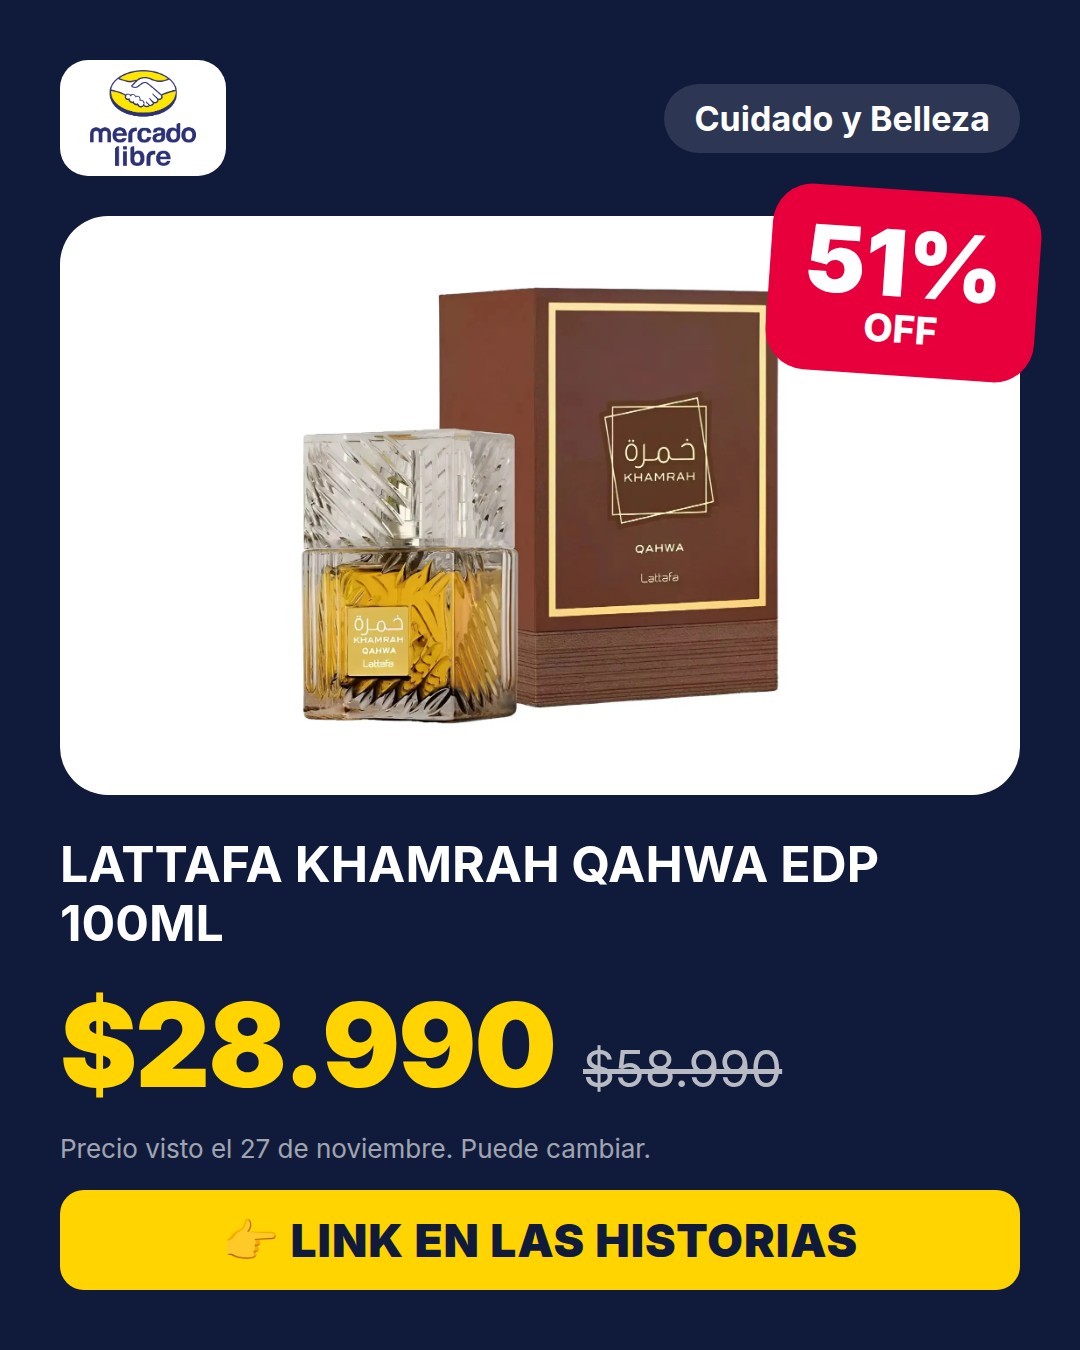 mercado
libre
Cuidado y Belleza
51%
OFF
خمرة
KHAMRAH
QAHWA
Lattafa
خمرة
KHAMRAH
QAHWA
Lattafa
LATTAFA KHAMRAH QAHWA EDP
100ML
$28.990 $58.990
Precio visto el 27 de noviembre. Puede cambiar.
👉 LINK EN LAS HISTORIAS